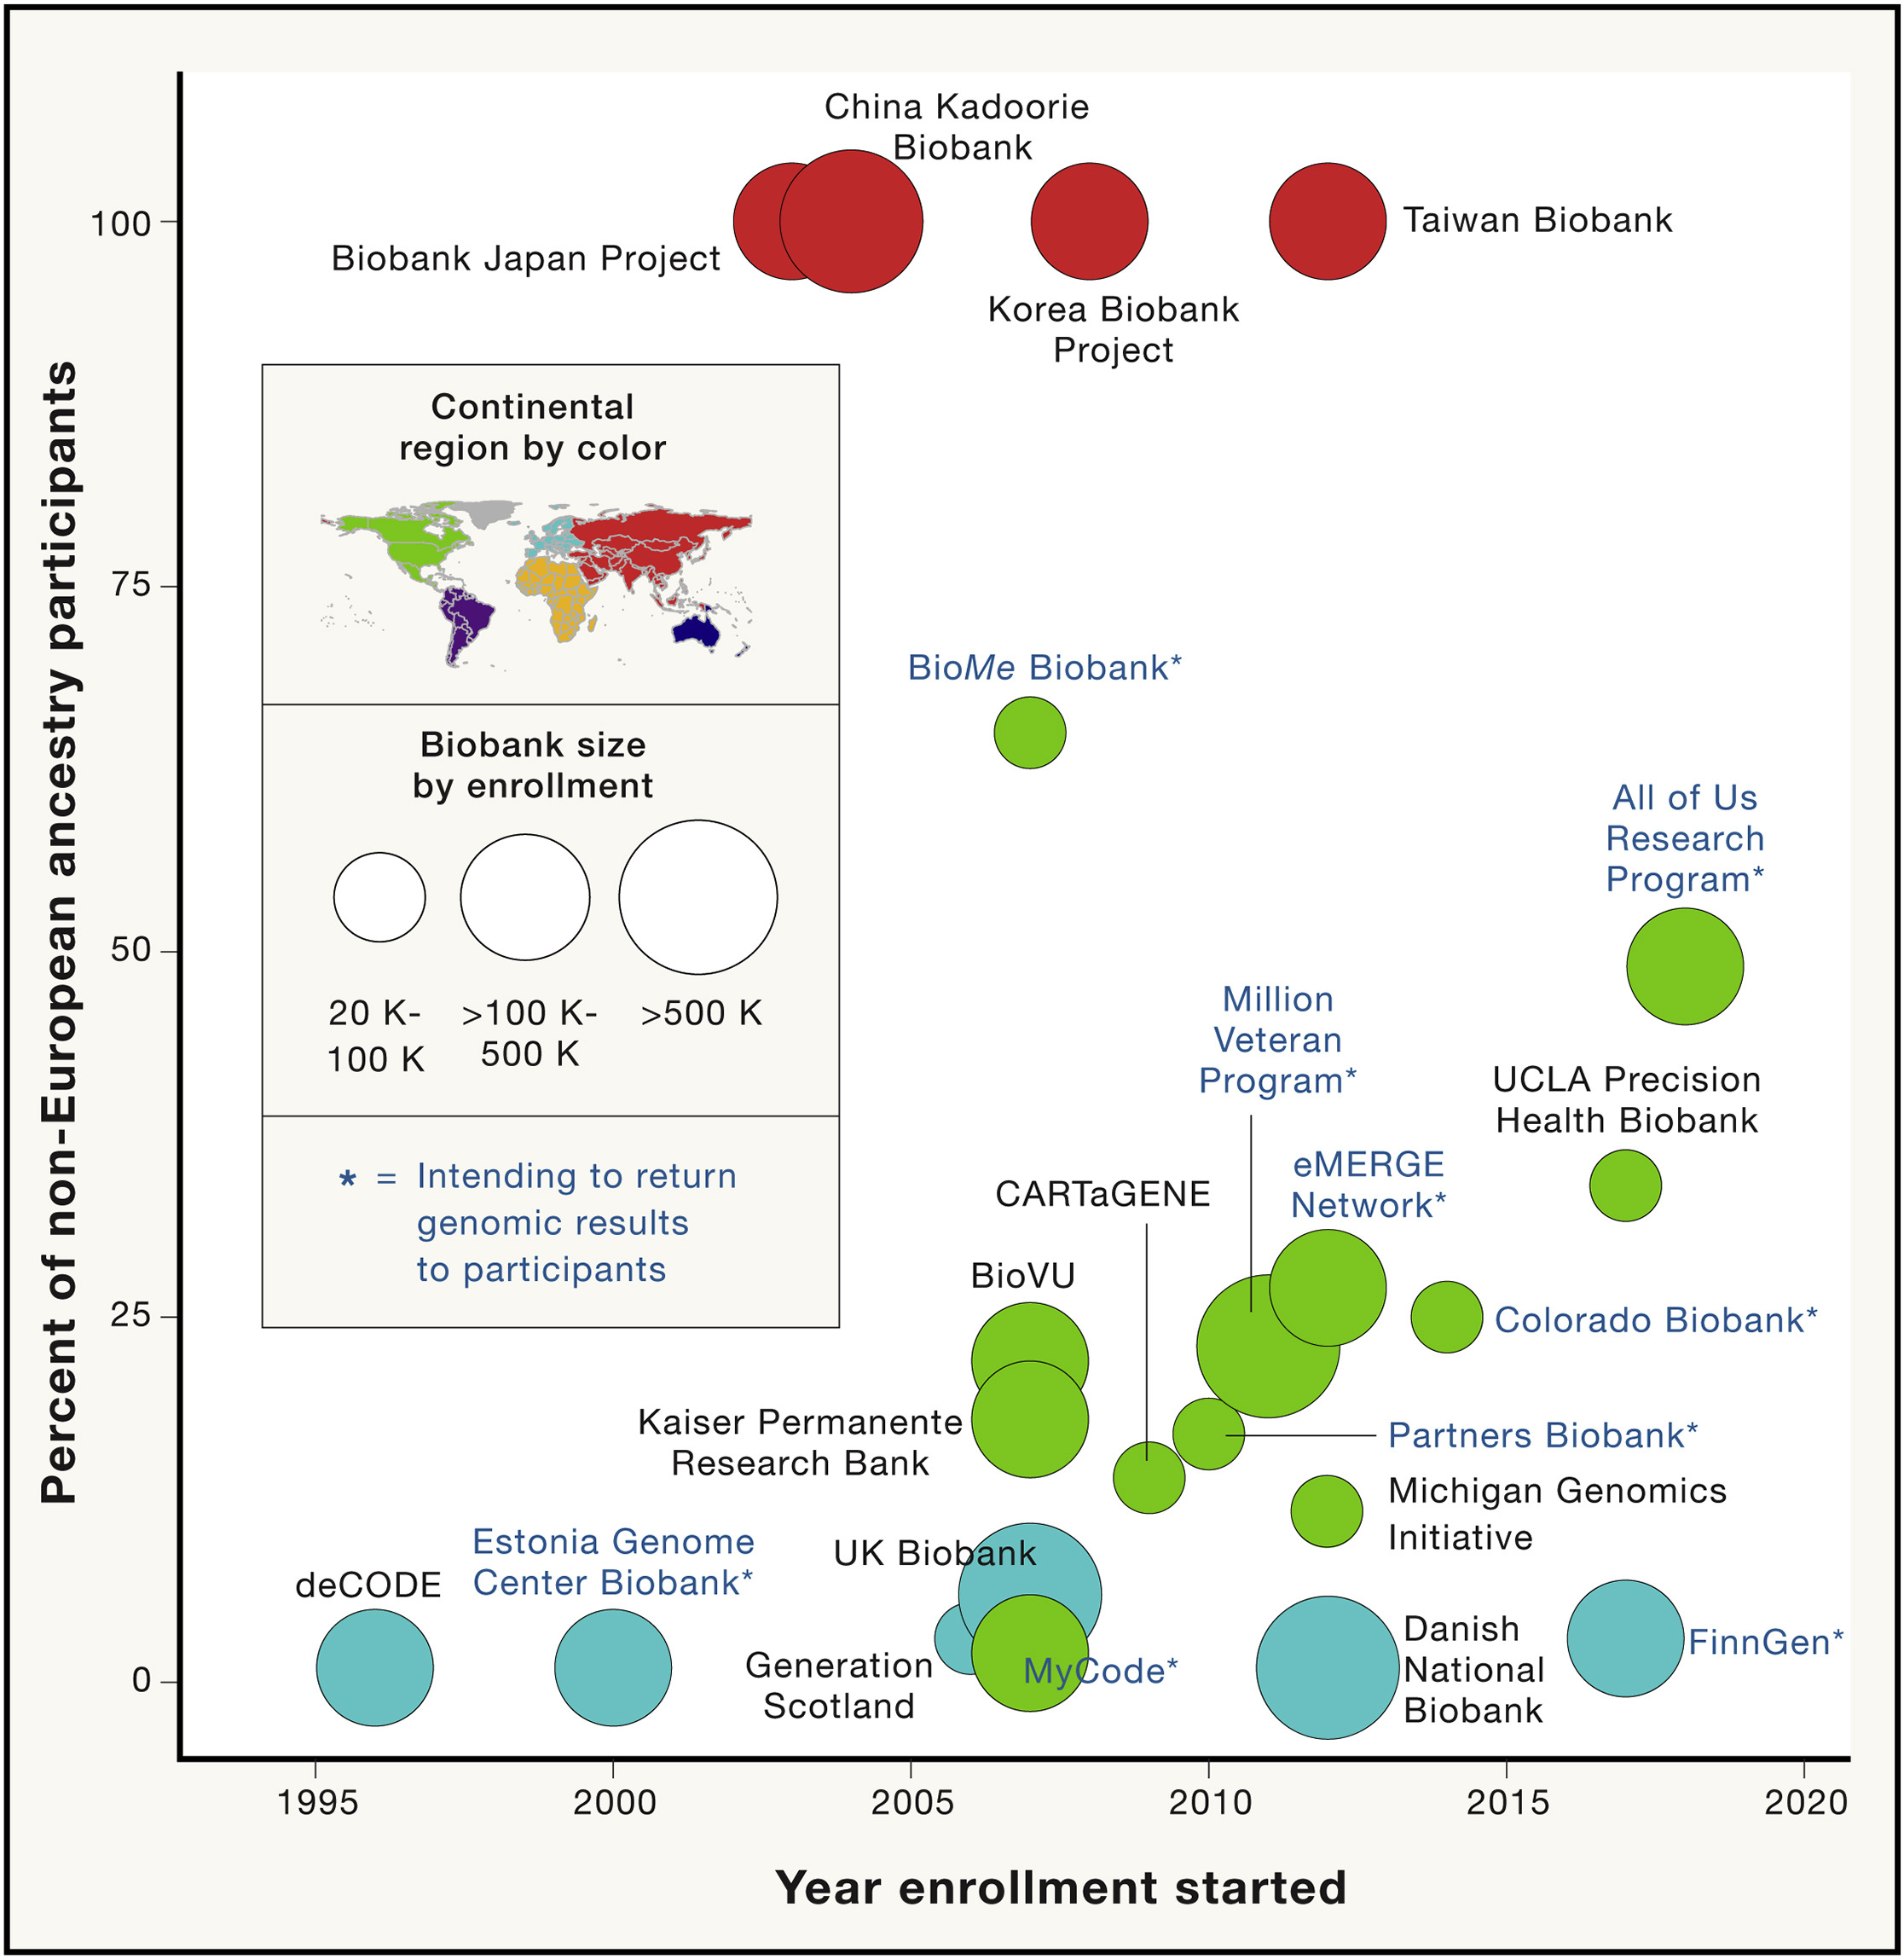 China Kadoorie
Biobank
100
Taiwan Biobank
Biobank Japan Project
Korea Biobank
Project
Continental
region by color
75
BioMe Biobank*
Biobank size
by enrollment
20 K-
100 K
>100 K-
500 K
>500 K
* = Intending to return
genomic results
to participants
All of Us
Research
Program*
50
Million
Veteran
Program*
UCLA Precision
Health Biobank
eMERGE
Network*
CARTaGENE
BioVU
25
Colorado Biobank*
Kaiser Permanente
Research Bank
Partners Biobank*
Michigan Genomics
Initiative
UK Biobank
Estonia Genome
Center Biobank*
deCODE
Generation
Scotland
MyCode*
Danish
National
Biobank
FinnGen*
0
Percent of non-European ancestry participants
1995
2000
2005
2010
2015
2020
Year enrollment started